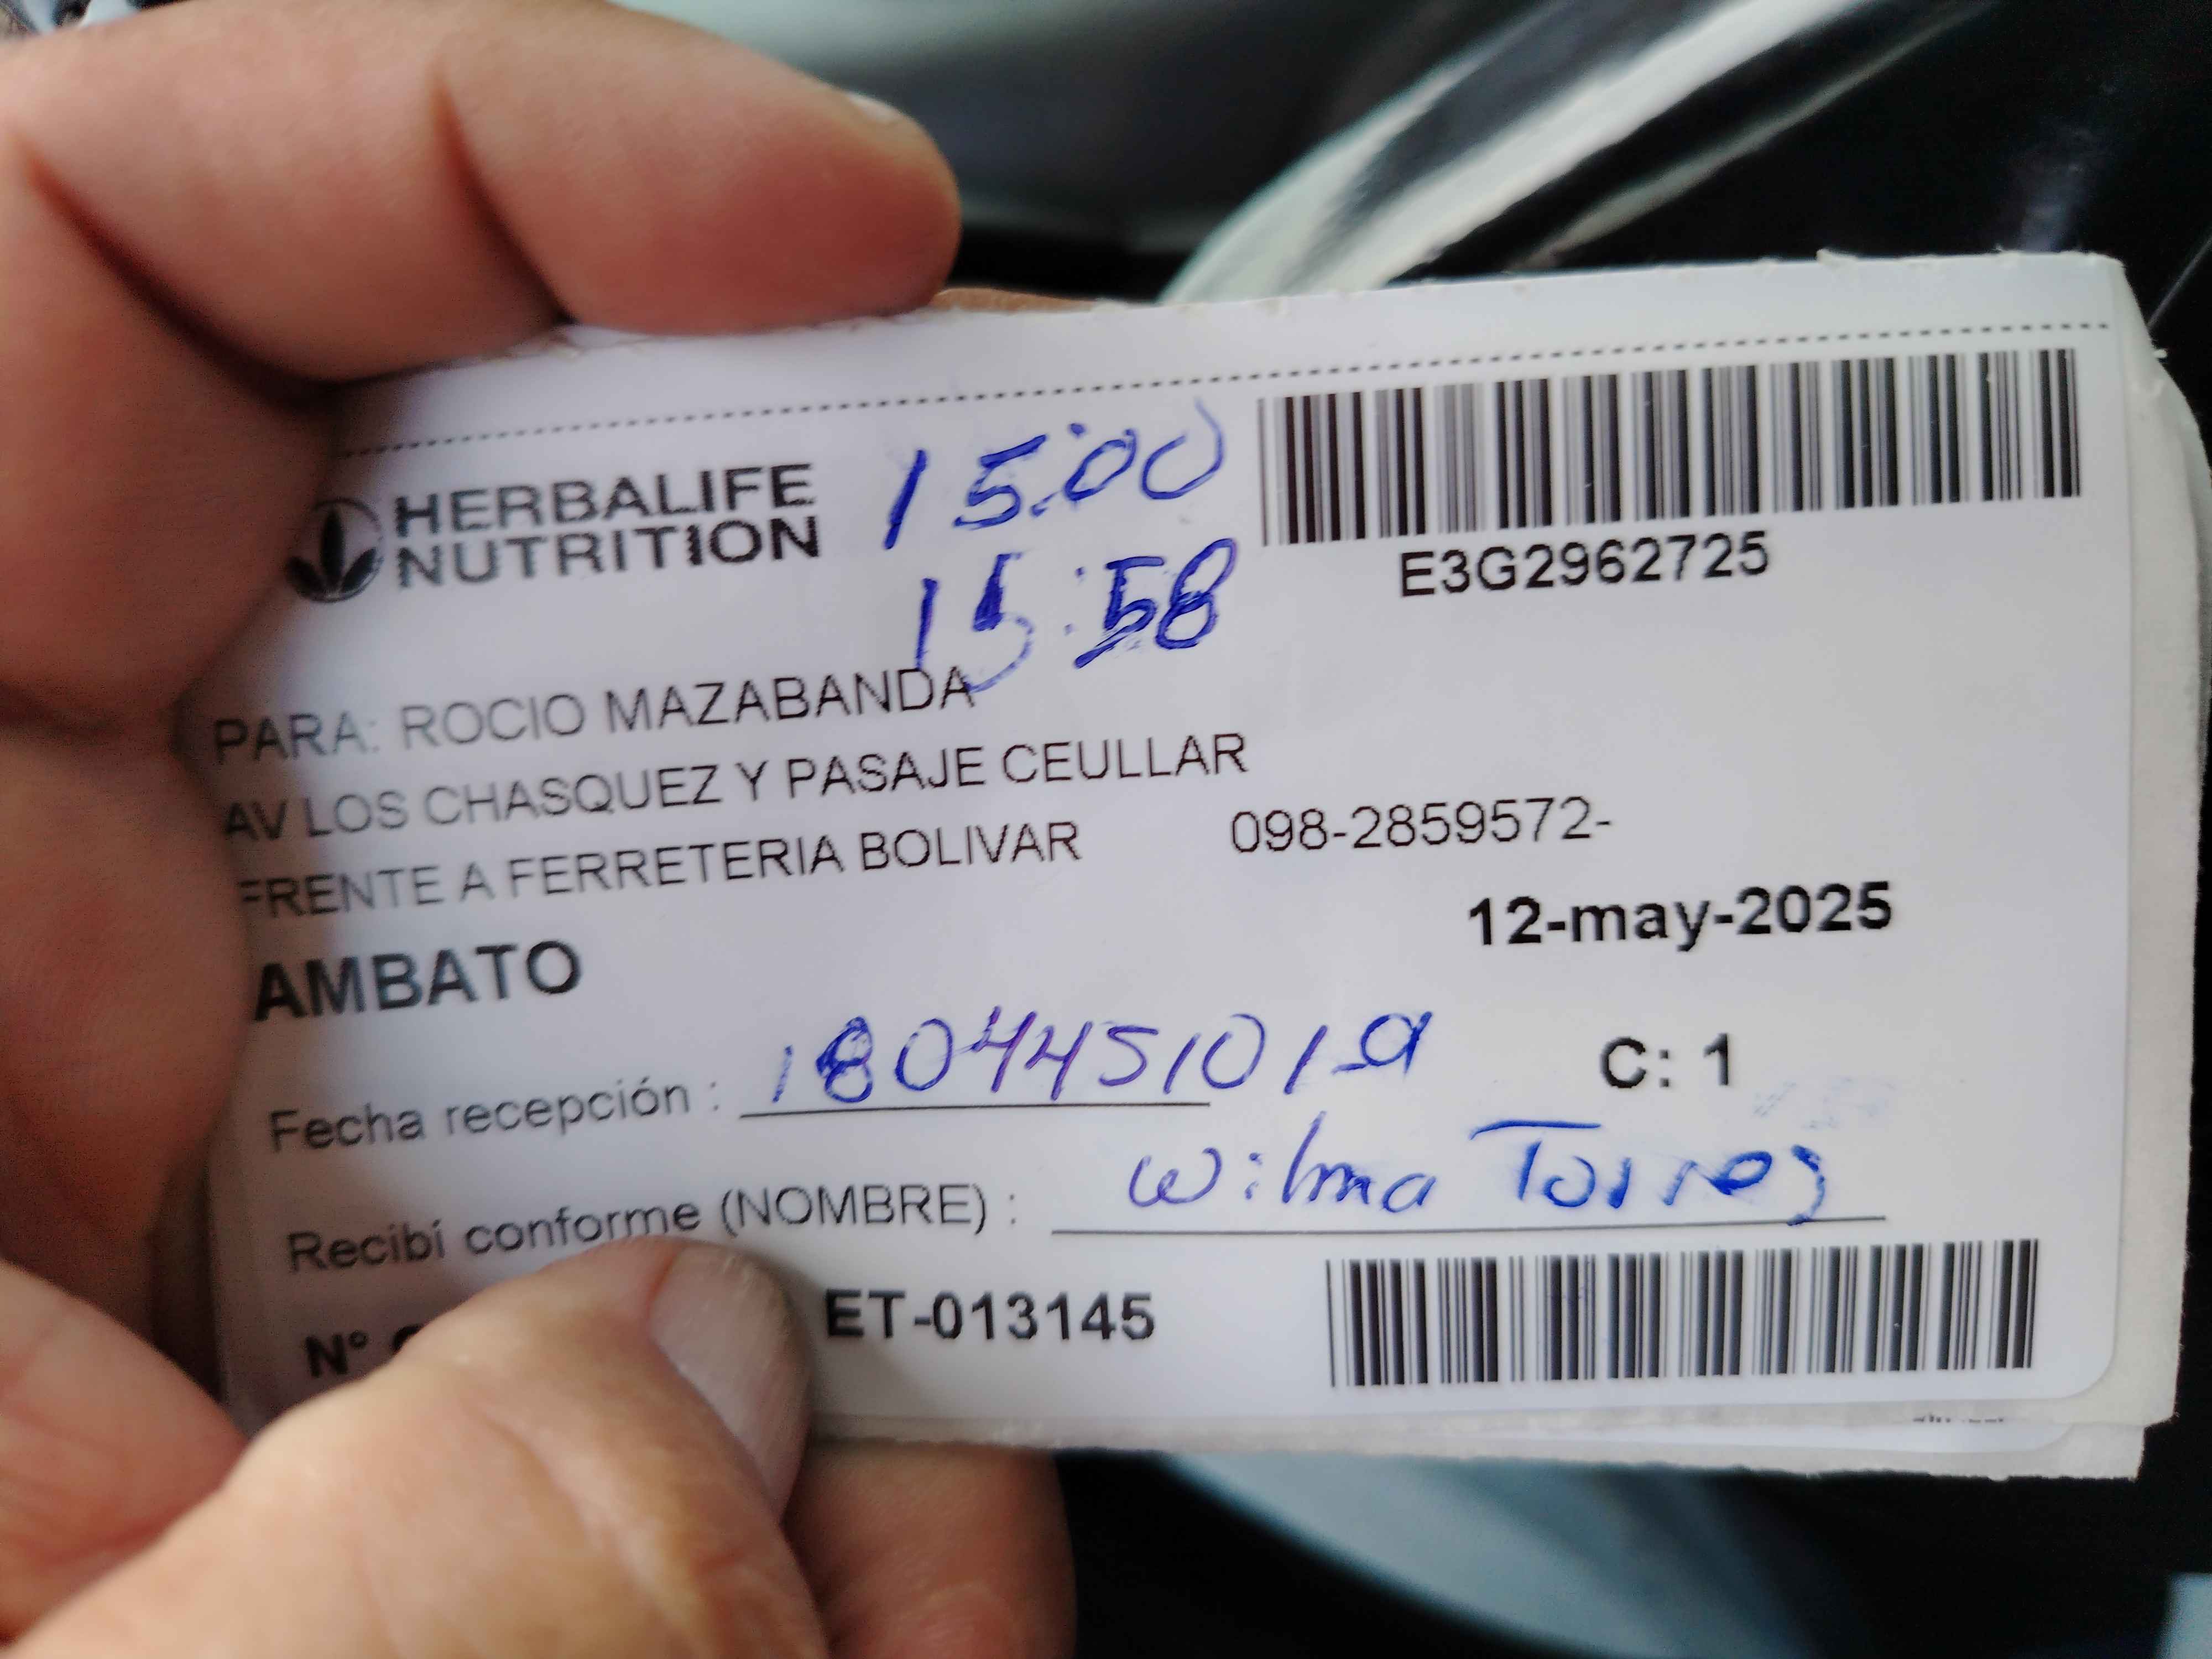 HERBALIFE
NUTRITION
15:00
15:58
E3G2962725
PARA: ROCIO MAZABANDA
AV LOS CHASQUEZ Y PASAJE CEULLAR
FRENTE A FERRETERIA BOLIVAR 098-2859572-
12-may-2025
AMBATO
Fecha recepción : 1804451019
C: 1
Recibí conforme (NOMBRE) : Wilma Torres
N° ET-013145